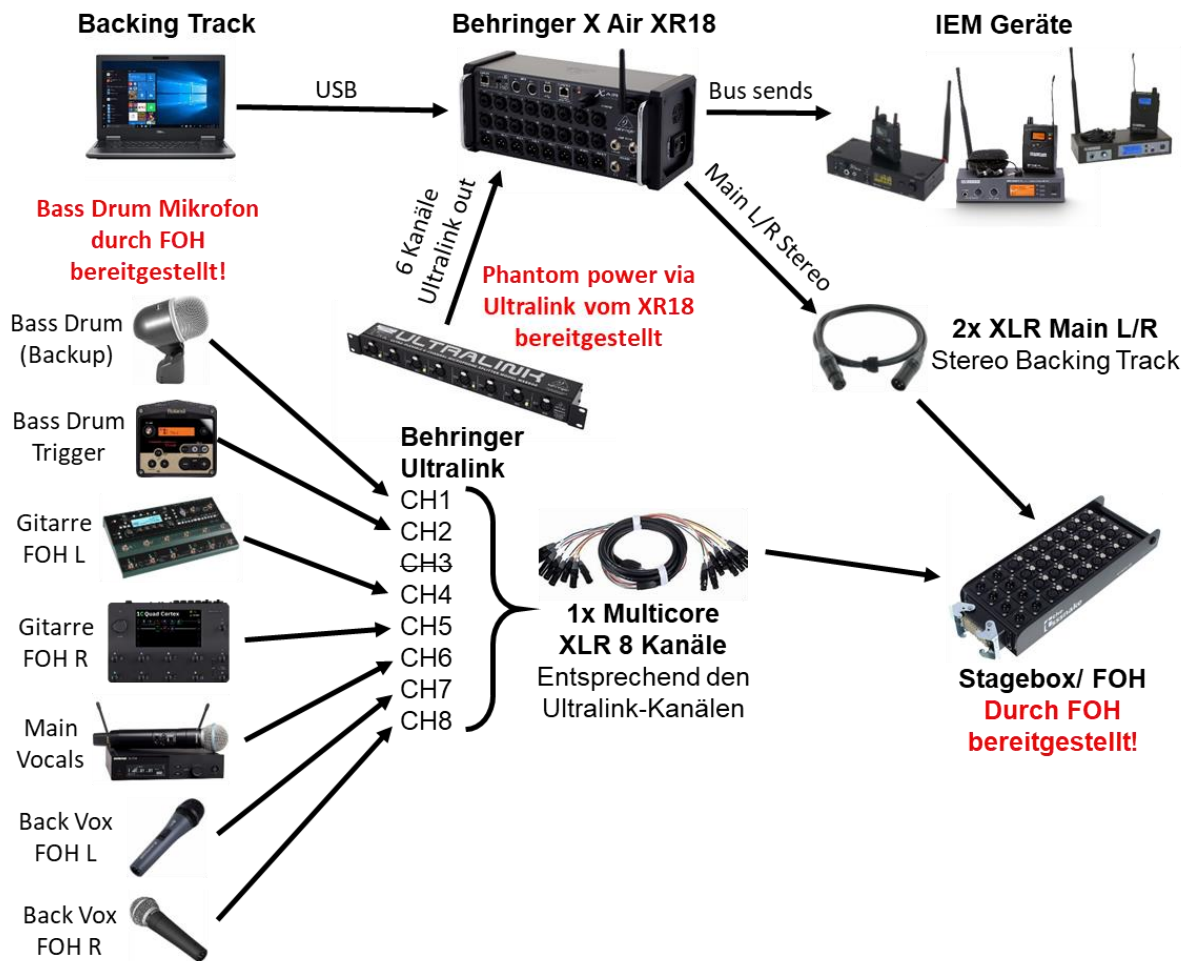 Backing Track
Behringer X Air XR18
IEM Geräte
USB
Bus sends
Main L/R Stereo
6 Kanäle
Ultralink out
Bass Drum Mikrofon
durch FOH
bereitgestellt!
Phantom power via
Ultralink vom XR18
bereitgestellt
ULTRALINK
2x XLR Main L/R
Stereo Backing Track
Bass Drum
(Backup)
Bass Drum
Trigger
Roland
Gitarre
FOH L
Gitarre
FOH R
Quad Cortex
Main
Vocals
Back Vox
FOH L
Back Vox
FOH R
Behringer
Ultralink
CH1
CH2
CH3
CH4
CH5
CH6
CH7
CH8
1x Multicore
XLR 8 Kanäle
Entsprechend den
Ultralink-Kanälen
Stagebox/ FOH
Durch FOH
bereitgestellt!